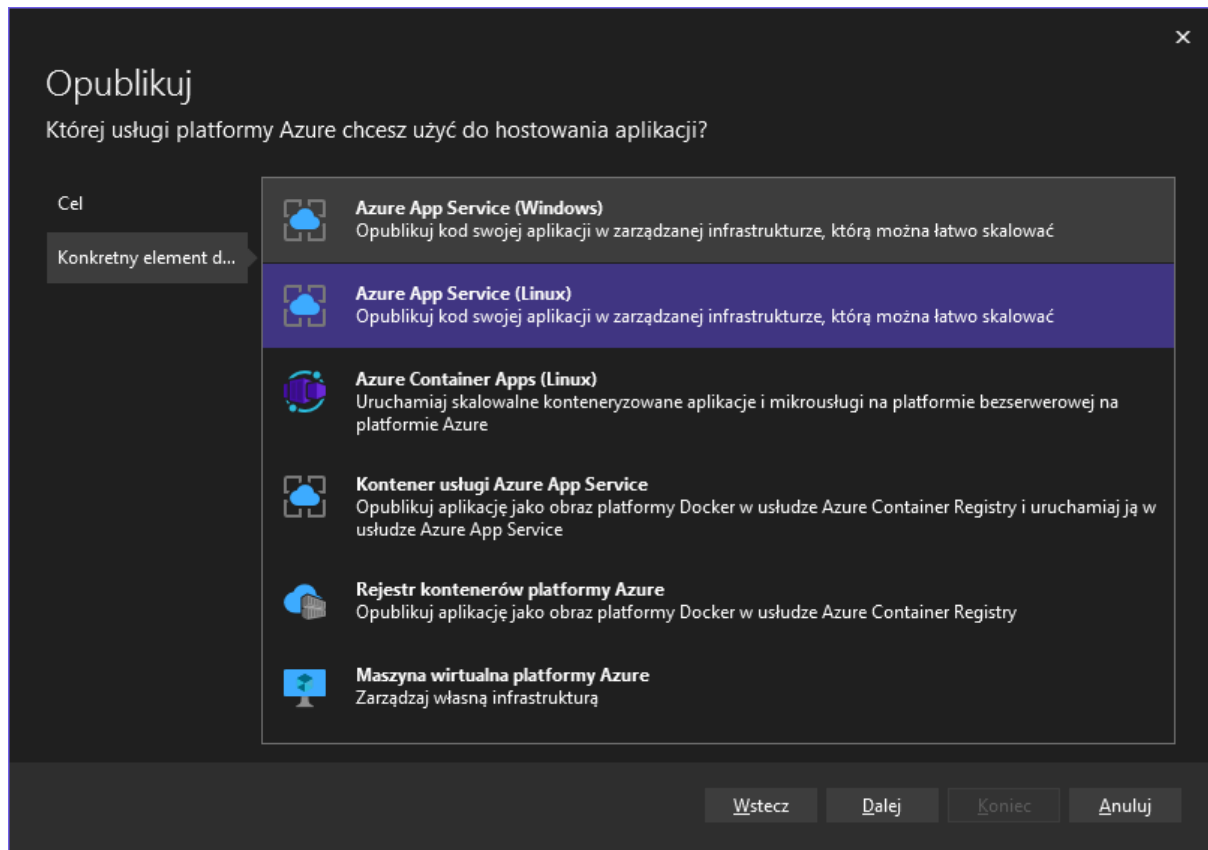 Opublikuj
Której usługi platformy Azure chcesz użyć do hostowania aplikacji?
Cel
Konkretny element d...
Azure App Service (Windows)
Opublikuj kod swojej aplikacji w zarządzanej infrastrukturze, którą można łatwo skalować
Azure App Service (Linux)
Opublikuj kod swojej aplikacji w zarządzanej infrastrukturze, którą można łatwo skalować
Azure Container Apps (Linux)
Uruchamiaj skalowalne konteneryzowane aplikacje i mikrousługi na platformie bezserwerowej na
platformie Azure
Kontener usługi Azure App Service
Opublikuj aplikację jako obraz platformy Docker w usłudze Azure Container Registry i uruchamiaj ją w
usłudze Azure App Service
Rejestr kontenerów platformy Azure
Opublikuj aplikację jako obraz platformy Docker w usłudze Azure Container Registry
Maszyna wirtualna platformy Azure
Zarządzaj własną infrastrukturą
Wstecz Dalej Koniec Anuluj